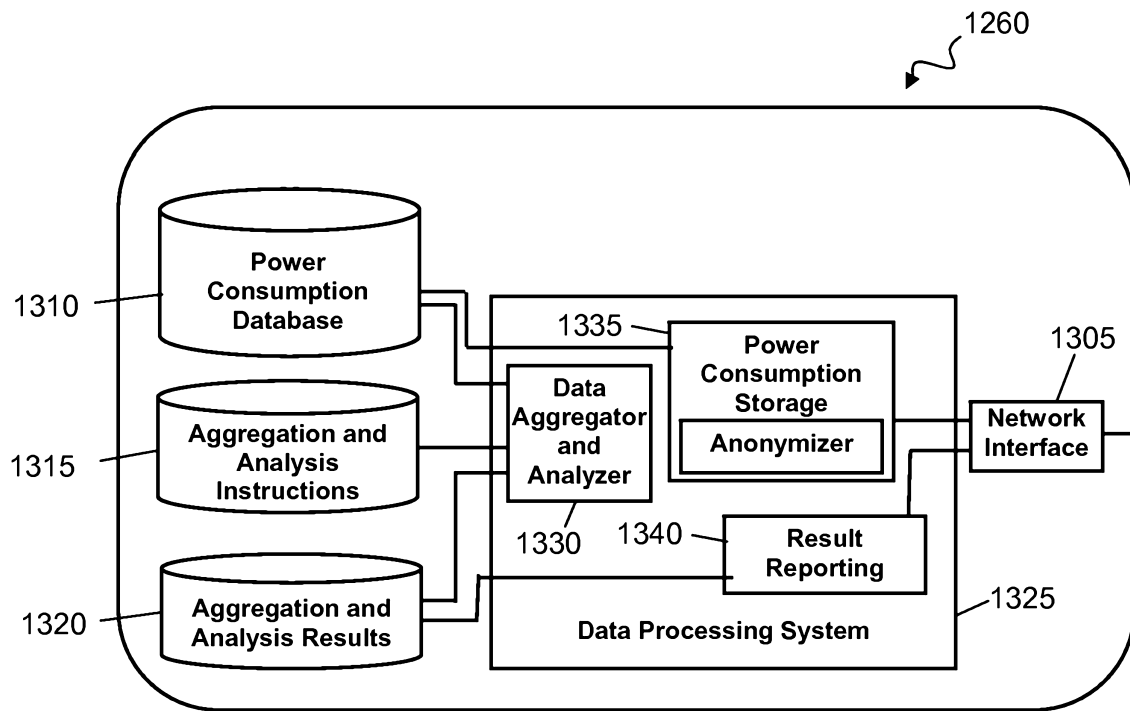 1260
Power
Consumption
Database
1310
1335
Power
Consumption
Storage
Anonymizer
1305
Network
Interface
Data
Aggregator
and
Analyzer
1330
Aggregation and
Analysis
Instructions
1315
1340
Result
Reporting
1325
Aggregation and
Analysis Results
1320
Data Processing System